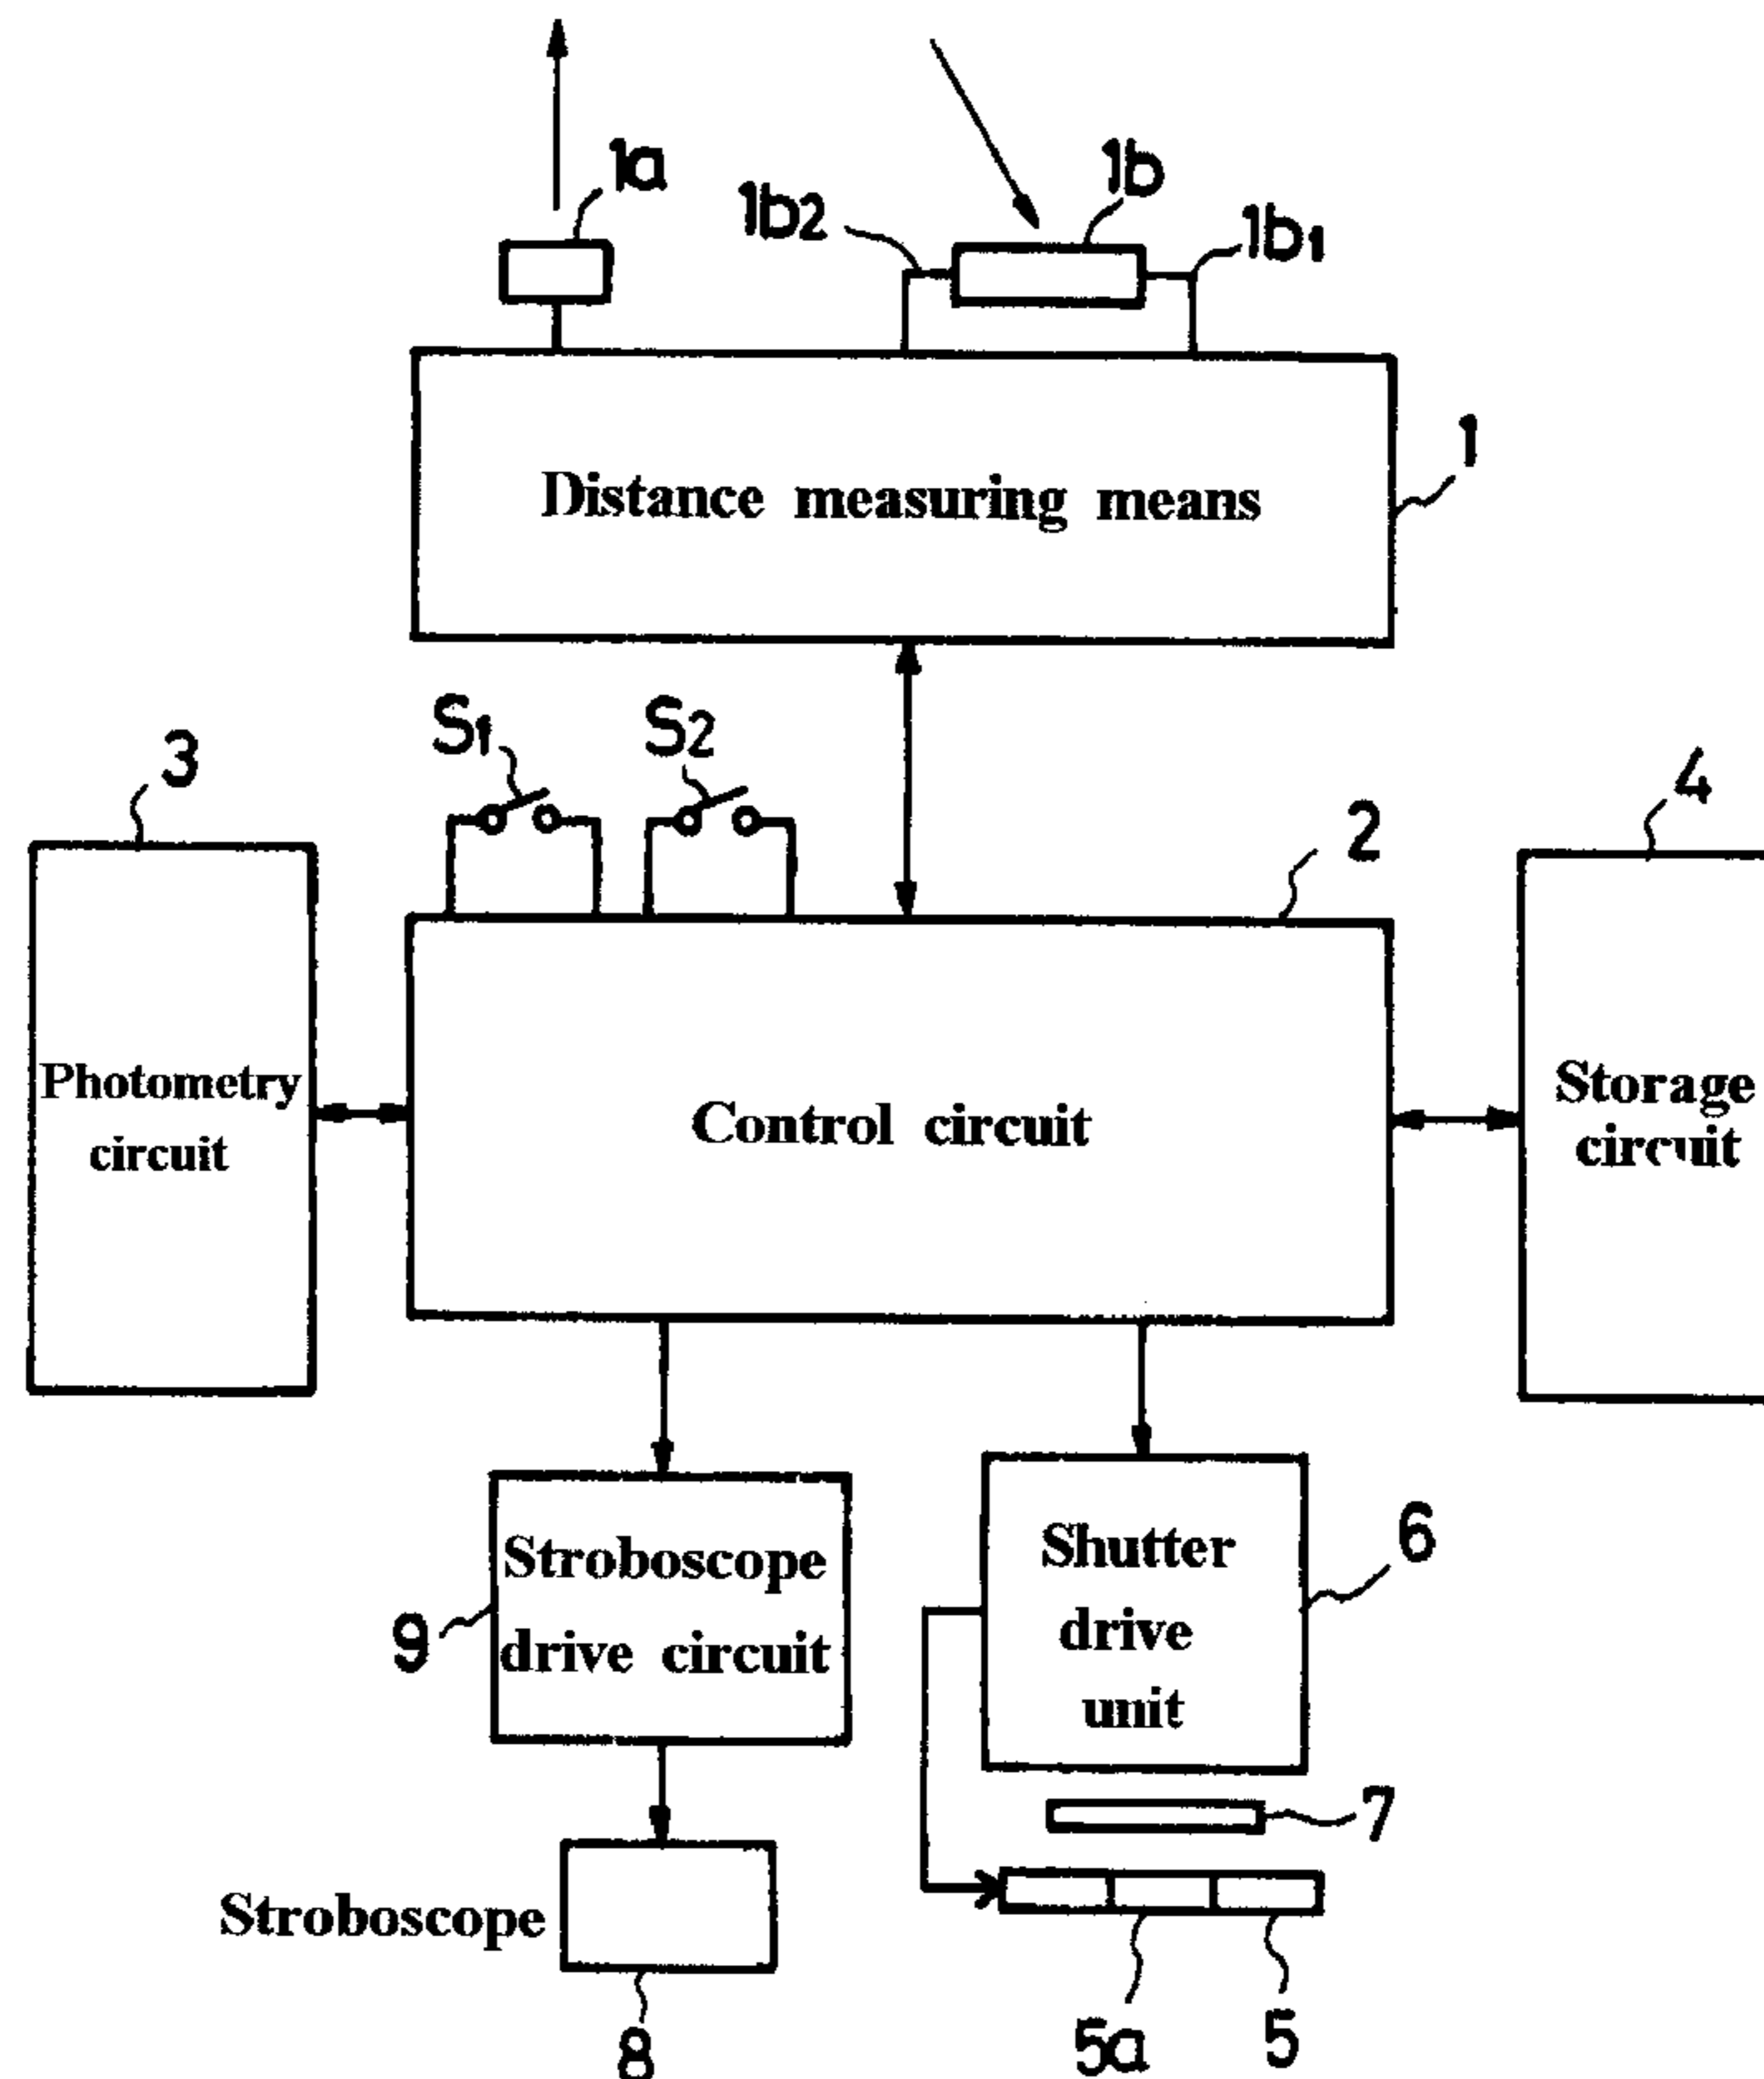 1a
1b
1b2
1b1
Distance measuring means
1
S1
S2
3
2
4
Photometry
circuit
Control circuit
Storage
circuit
Stroboscope
drive circuit
9
Shutter
drive
unit
6
7
Stroboscope
8
5a
5